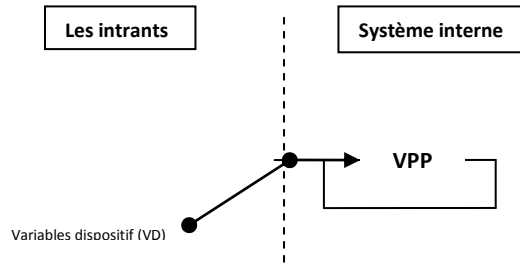 Les intrants
Système interne
VPP
Variables dispositif (VD)